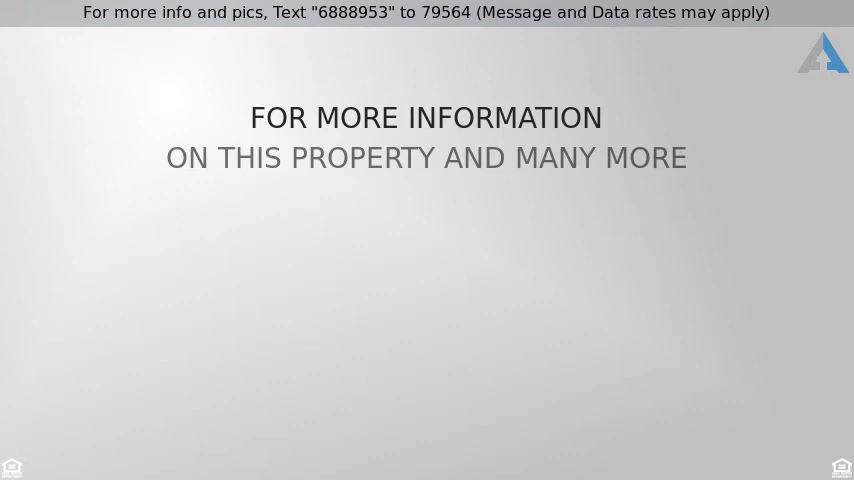 For more info and pics, Text "6888953" to 79564 (Message and Data rates may apply)
FOR MORE INFORMATION
ON THIS PROPERTY AND MANY MORE